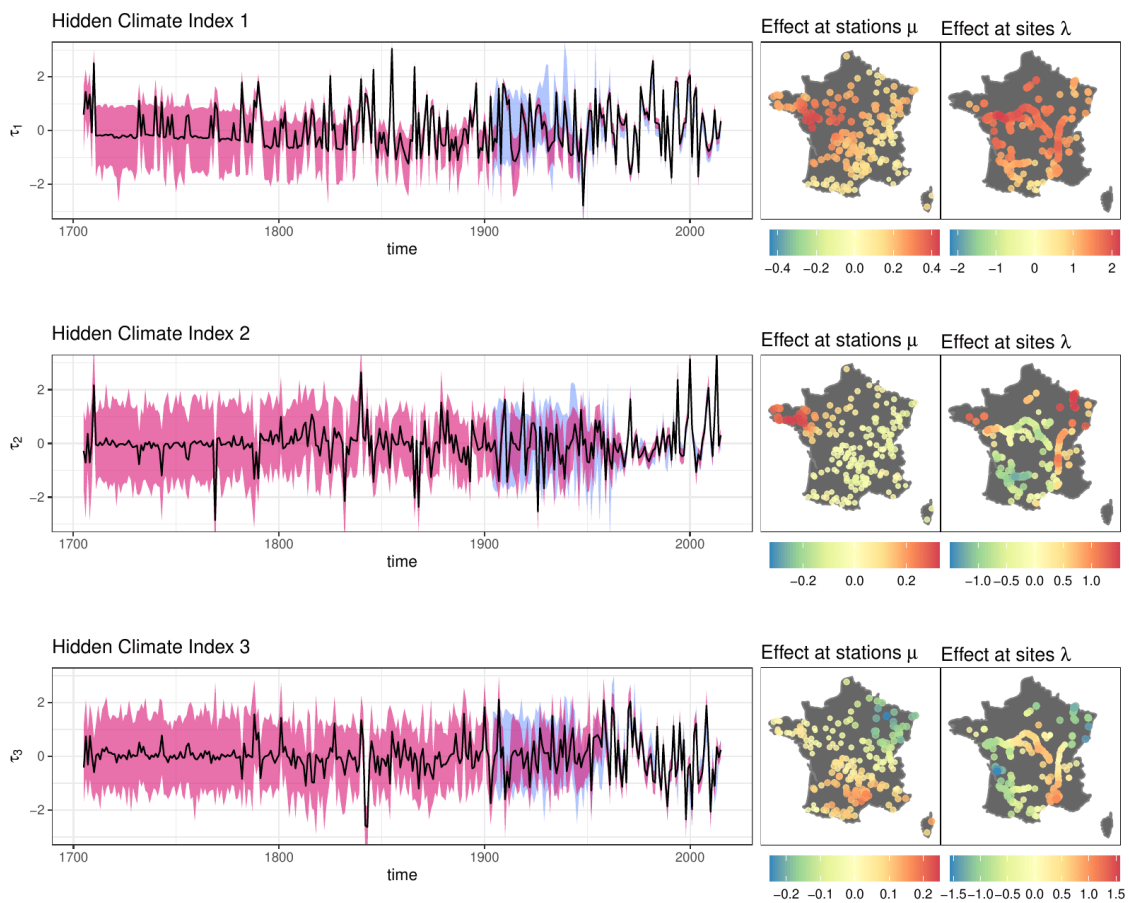 Hidden Climate Index 1
Effect at stations μ
Effect at sites λ
2
0
−2
τ1
1700
1800
1900
2000
time
−0.4 −0.2 0.0 0.2 0.4
−2 −1 0 1 2
Hidden Climate Index 2
Effect at stations μ
Effect at sites λ
2
0
−2
τ2
1700
1800
1900
2000
time
−0.2 0.0 0.2
−1.0 −0.5 0.0 0.5 1.0
Hidden Climate Index 3
Effect at stations μ
Effect at sites λ
2
0
−2
τ3
1700
1800
1900
2000
time
−0.2 −0.1 0.0 0.1 0.2
−1.5 −1.0 −0.5 0.0 0.5 1.0 1.5